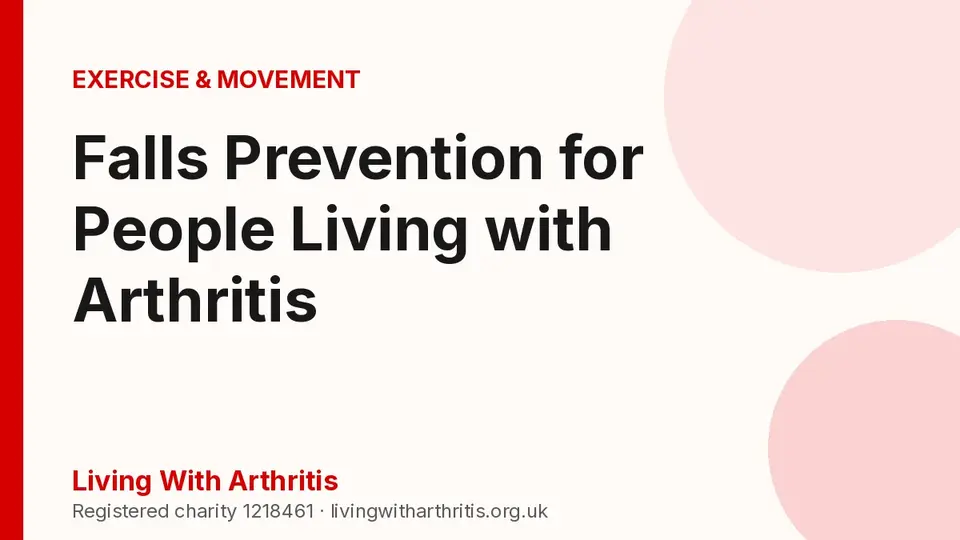 EXERCISE & MOVEMENT
Falls Prevention for
People Living with
Arthritis
Living With Arthritis
Registered charity 1218461 · livingwitharthritis.org.uk